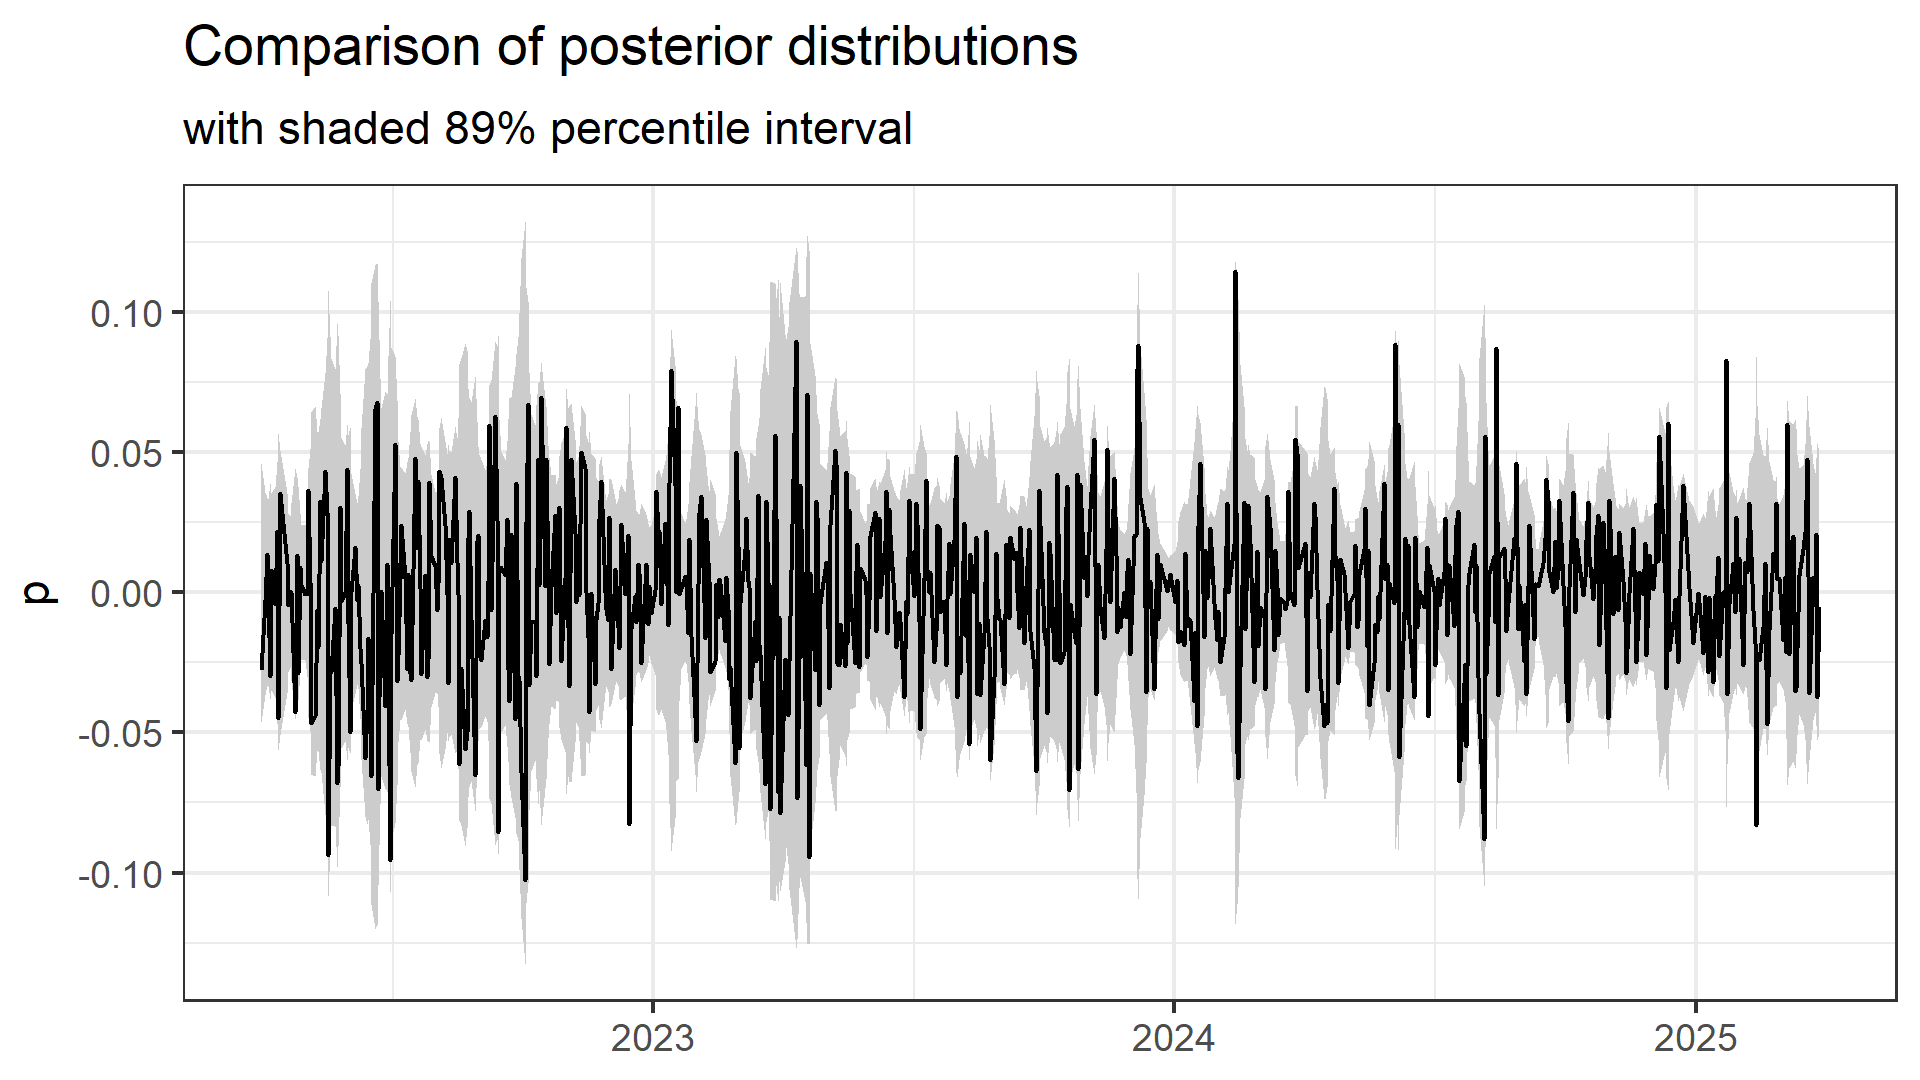 Comparison of posterior distributions
with shaded 89% percentile interval
p
0.10
0.05
0.00
-0.05
-0.10
2023
2024
2025